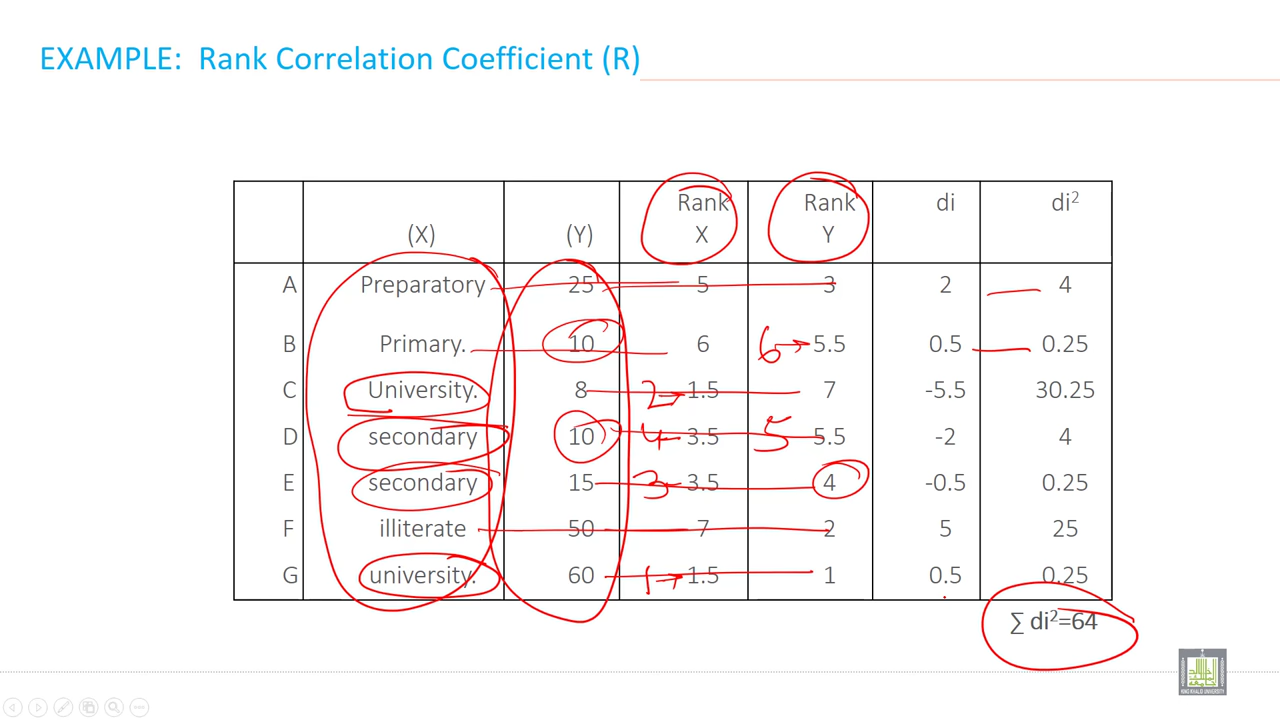 EXAMPLE: Rank Correlation Coefficient (R)
(X) (Y) Rank X Rank Y di di²
A Preparatory 25 5 3 2 4
B Primary. 10 6 6 5.5 0.5 0.25
C University. 8 2 1.5 7 -5.5 30.25
D secondary 10 4 3.5 5 5.5 -2 4
E secondary 15 3 3.5 4 -0.5 0.25
F illiterate 50 7 2 5 25
G university. 60 1 1.5 1 0.5 0.25
∑ di²=64
KING KHALID UNIVERSITY